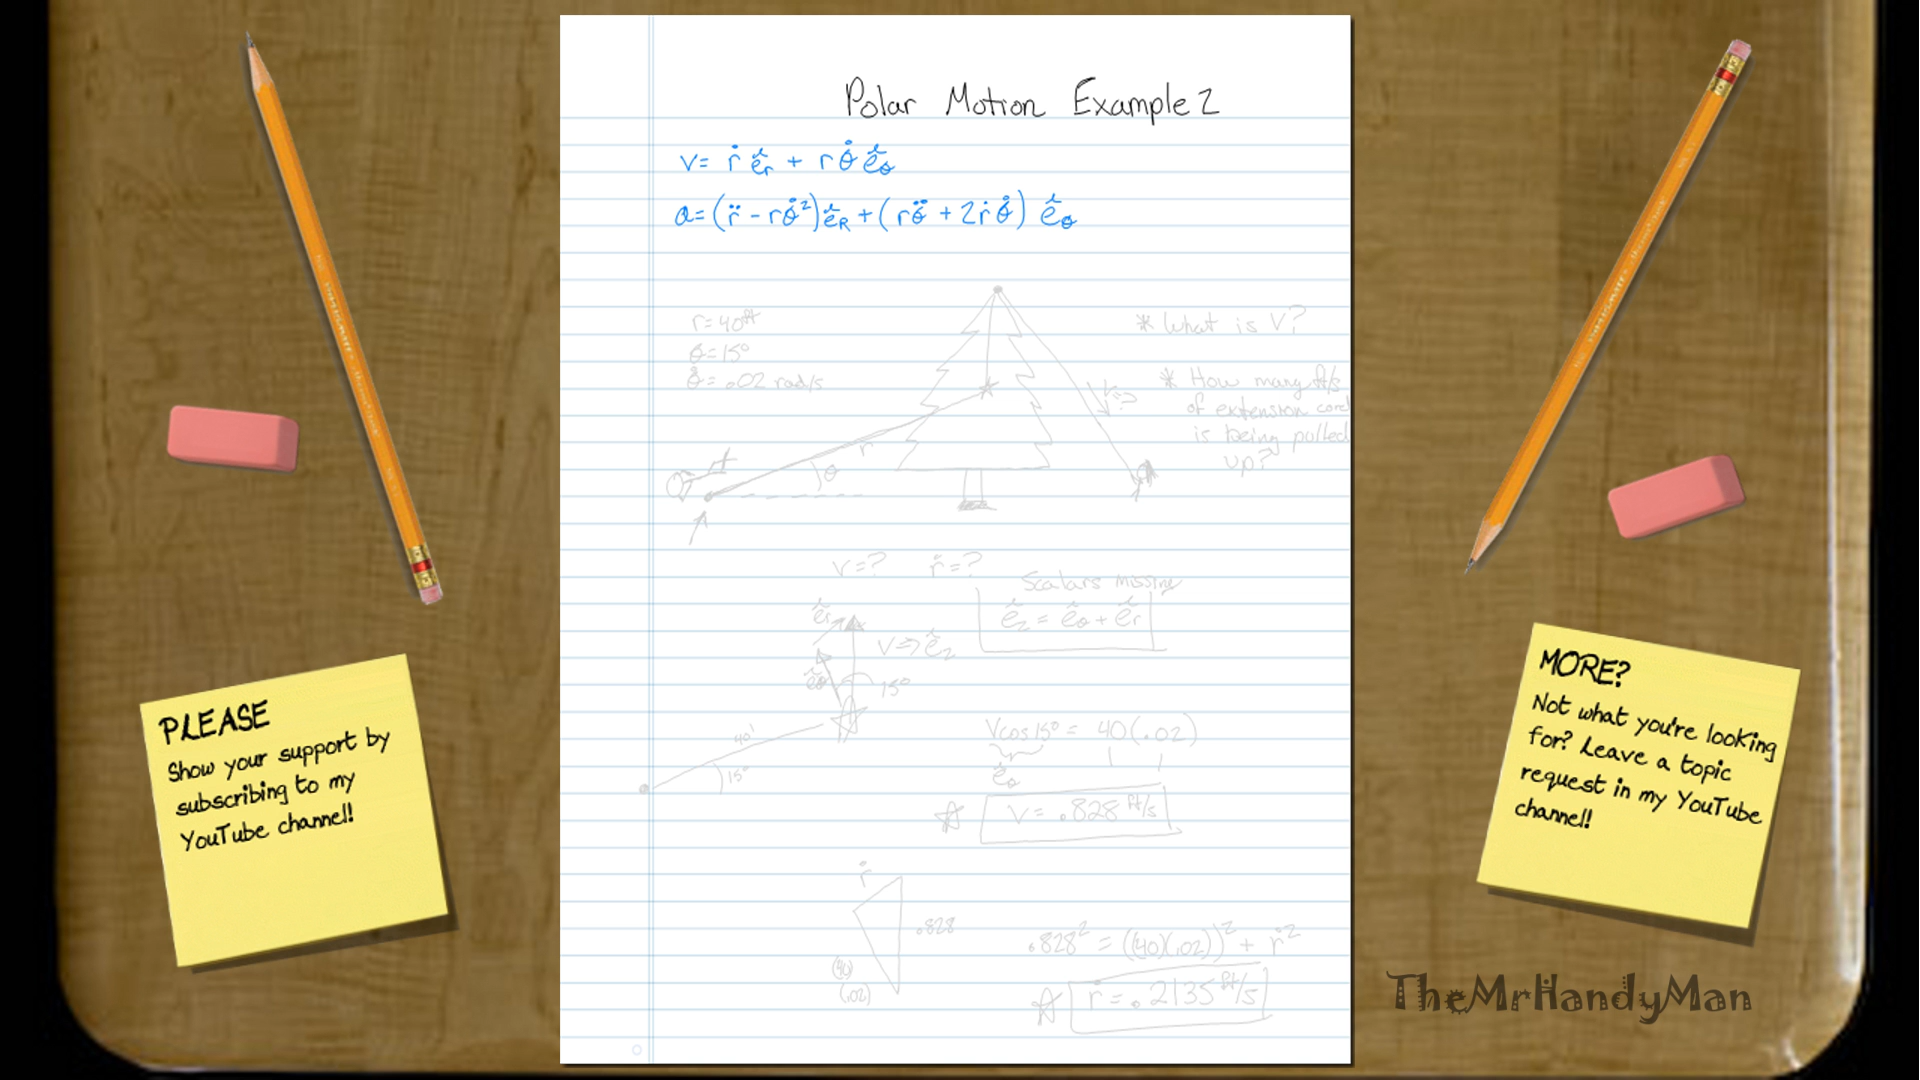 Polar Motion Example 2
v= ṙ êr + r θ̇ êθ
a=(r̈ - rθ̇²)êR + (rθ̈ + 2ṙθ̇) êθ
r=40ft
θ=15°
θ̇=.02 rad/s
* What is V?
* How many ft/s
of extension cord
is being pulled
up?
V=?
r
θ
v=? ṙ=?
Scalars missing
êz = êθ + êr
êr
V=>êz
êθ
15°
40'
15°
Vcos15° = 40(.02)
êθ
V= .828 ft/s
ṙ
.828
(40)
(.02)
.828² = ((40)(.02))² + ṙ²
ṙ=.2135 ft/s
PLEASE
Show your support by
subscribing to my
YouTube channel!
MORE?
Not what you're looking
for? Leave a topic
request in my YouTube
channel!
TheMrHandyMan